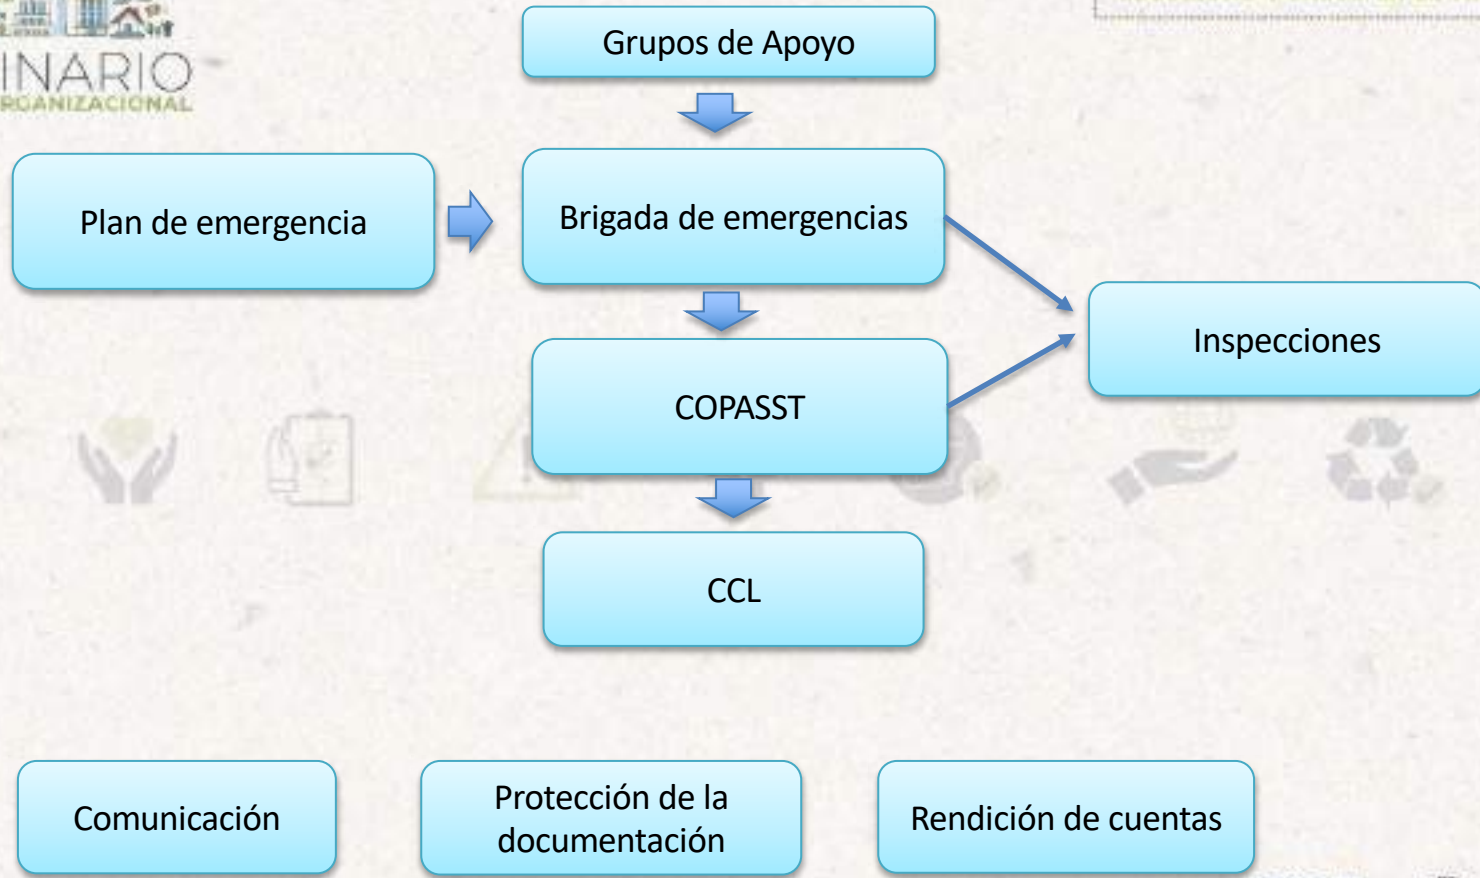 INARIO
RGANIZACIONAL
Grupos de Apoyo
Plan de emergencia
Brigada de emergencias
Inspecciones
COPASST
CCL
Comunicación
Protección de la
documentación
Rendición de cuentas